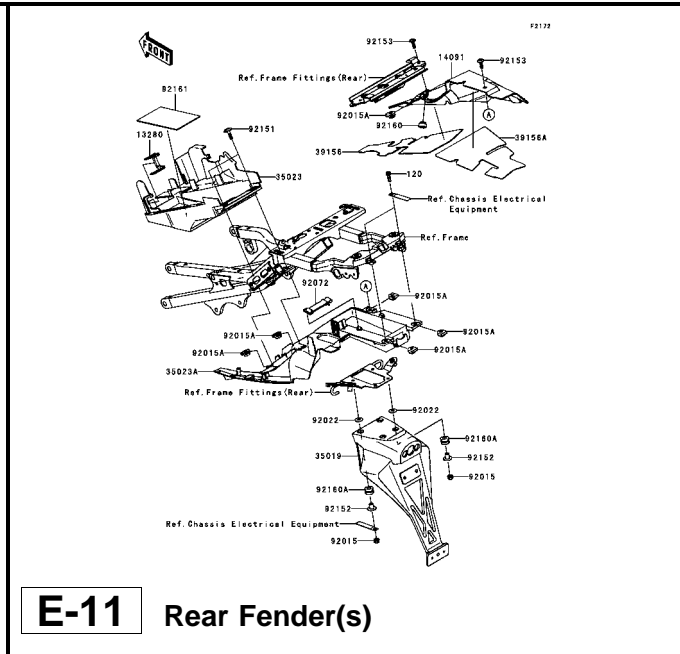 F2172
FRONT
92153
14091
92153
Ref.Frame Fittings(Rear)
92161
92015A
A
92160
13280
92151
39156
39156A
120
35023
Ref.Chassis Electrical
Equipment
Ref.Frame
92072
A
92015A
92015A
92015A
92015A
92015A
35023A
Ref.Frame Fittings(Rear)
92022
92022
92160A
35019
92152
92015
92160A
92152
Ref.Chassis Electrical Equipment
92015
E-11 Rear Fender(s)